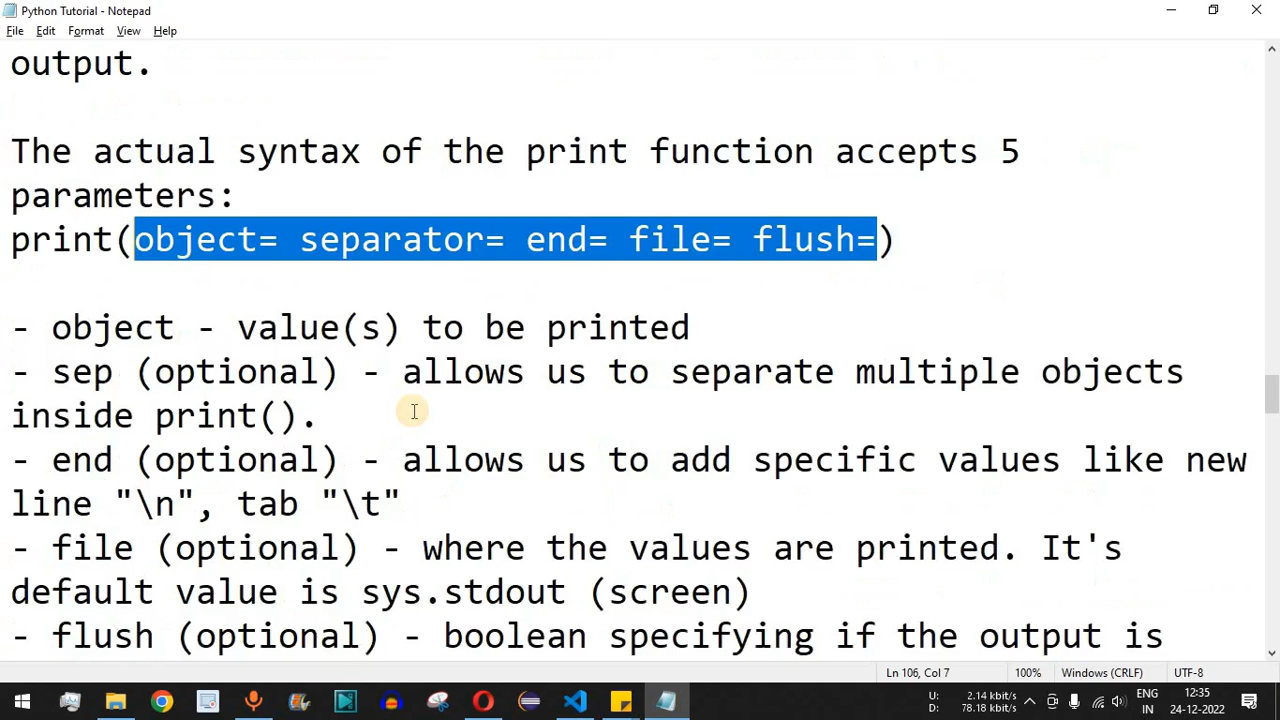 Python Tutorial - Notepad
File Edit Format View Help
output.
The actual syntax of the print function accepts 5
parameters:
print(object= separator= end= file= flush=)
- object - value(s) to be printed
- sep (optional) - allows us to separate multiple objects
inside print().
- end (optional) - allows us to add specific values like new
line "\n", tab "\t"
- file (optional) - where the values are printed. It's
default value is sys.stdout (screen)
- flush (optional) - boolean specifying if the output is
Ln 106, Col 7 100% Windows (CRLF) UTF-8
U: 2.14 kbit/s
D: 78.18 kbit/s
ENG
IN
12:35
24-12-2022